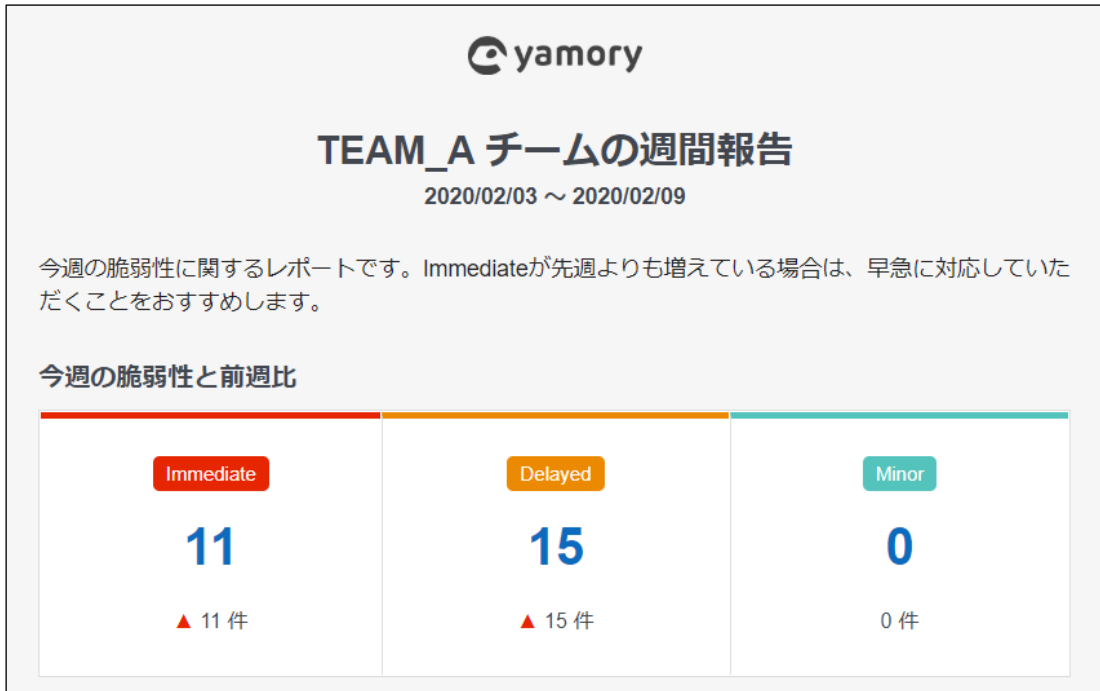 yamory
TEAM_A チームの週間報告
2020/02/03 ～ 2020/02/09
今週の脆弱性に関するレポートです。Immediateが先週よりも増えている場合は、早急に対応していた
だくことをおすすめします。
今週の脆弱性と前週比
Immediate Delayed Minor
11 15 0
▲ 11 件 ▲ 15 件 0 件